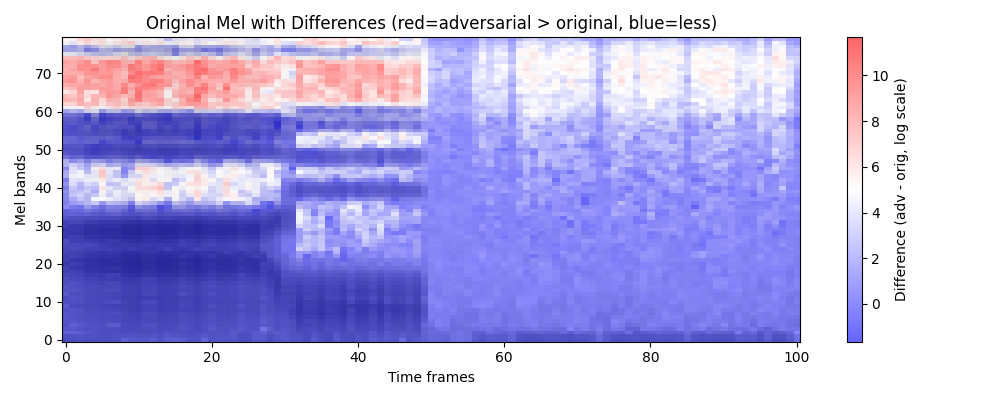 Original Mel with Differences (red=adversarial > original, blue=less)
Mel bands
70
60
50
40
30
20
10
0
0 20 40 60 80 100
Time frames
10
8
6
4
2
0
Difference (adv - orig, log scale)